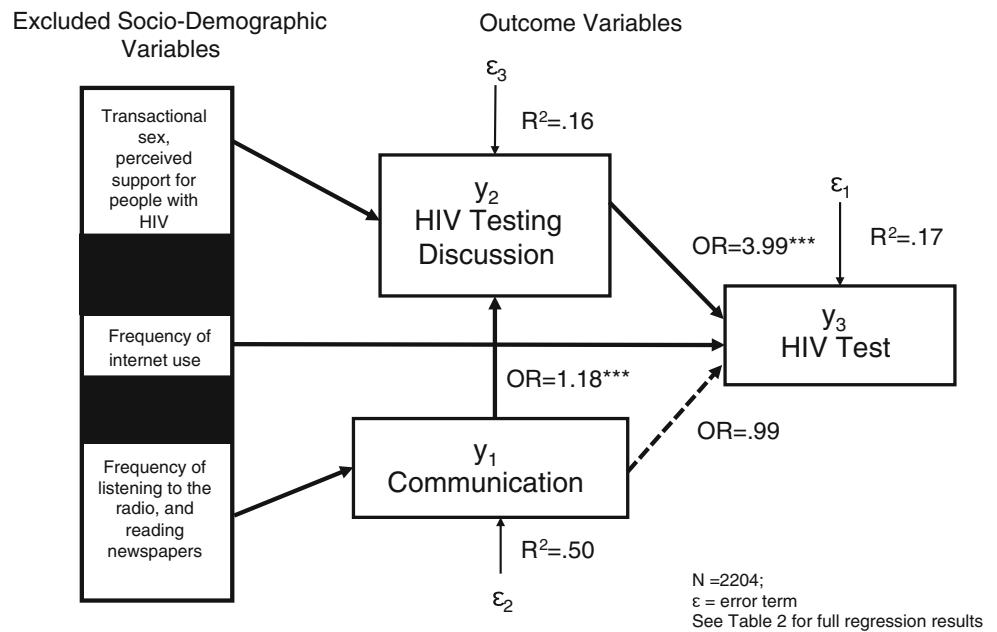 Excluded Socio-Demographic
Variables
Outcome Variables
Transactional
sex,
perceived
support for
people with
HIV
Frequency of
internet use
Frequency of
listening to the
radio, and
reading
newspapers
ε3
R²=.16
y2
HIV Testing
Discussion
ε1
R²=.17
OR=3.99***
y3
HIV Test
OR=1.18***
OR=.99
y1
Communication
R²=.50
ε2
N =2204;
ε = error term
See Table 2 for full regression results